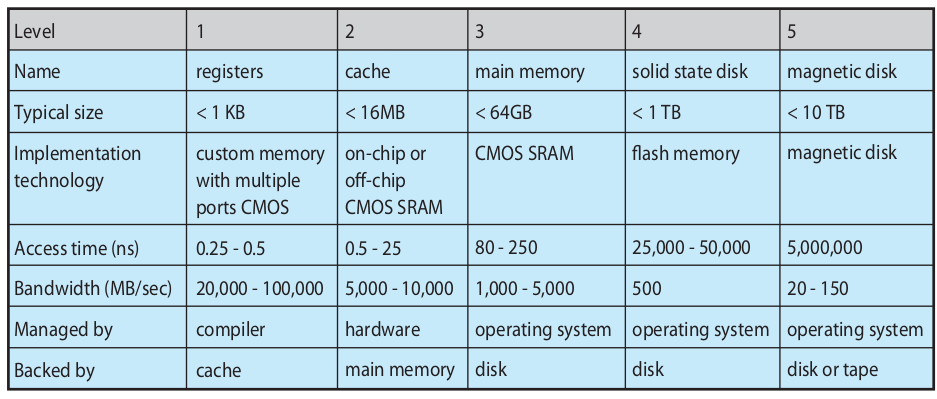 Level 1 2 3 4 5
Name registers cache main memory solid state disk magnetic disk
Typical size < 1 KB < 16MB < 64GB < 1 TB < 10 TB
Implementation technology custom memory with multiple ports CMOS on-chip or off-chip CMOS SRAM CMOS SRAM flash memory magnetic disk
Access time (ns) 0.25 - 0.5 0.5 - 25 80 - 250 25,000 - 50,000 5,000,000
Bandwidth (MB/sec) 20,000 - 100,000 5,000 - 10,000 1,000 - 5,000 500 20 - 150
Managed by compiler hardware operating system operating system operating system
Backed by cache main memory disk disk disk or tape